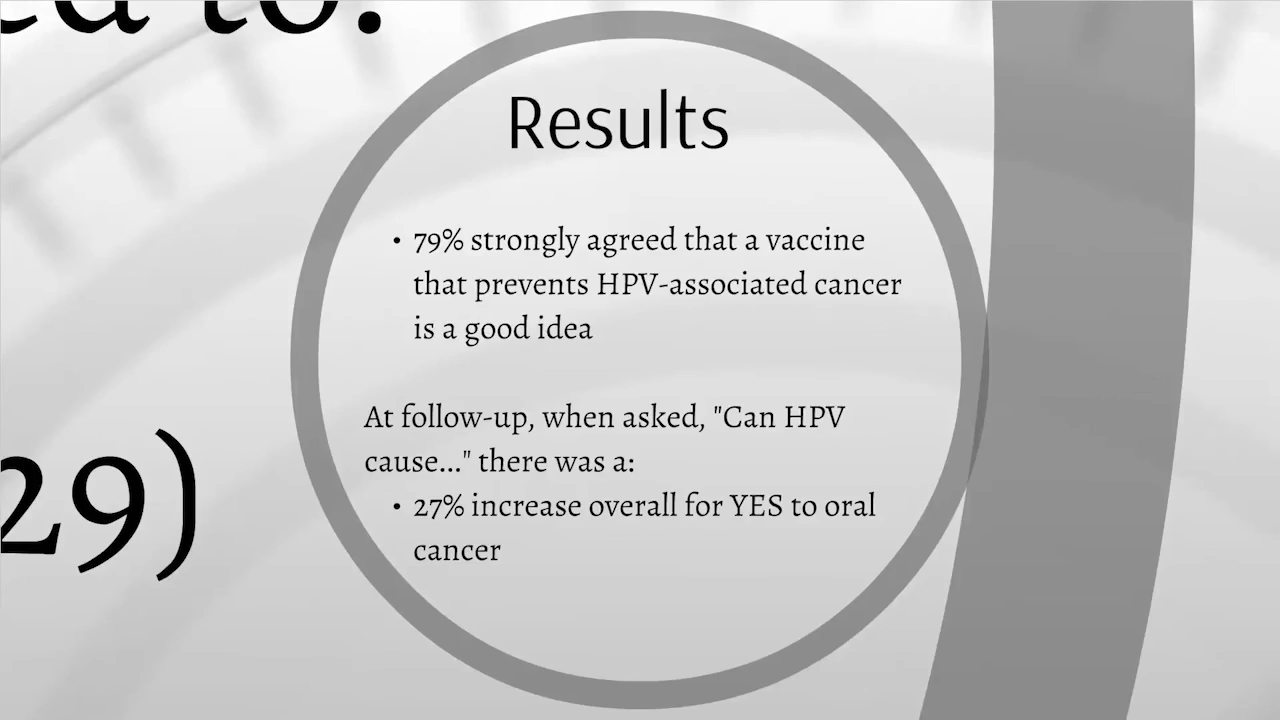 to:
Results
• 79% strongly agreed that a vaccine
that prevents HPV-associated cancer
is a good idea
At follow-up, when asked, "Can HPV
cause..." there was a:
• 27% increase overall for YES to oral
cancer
29)